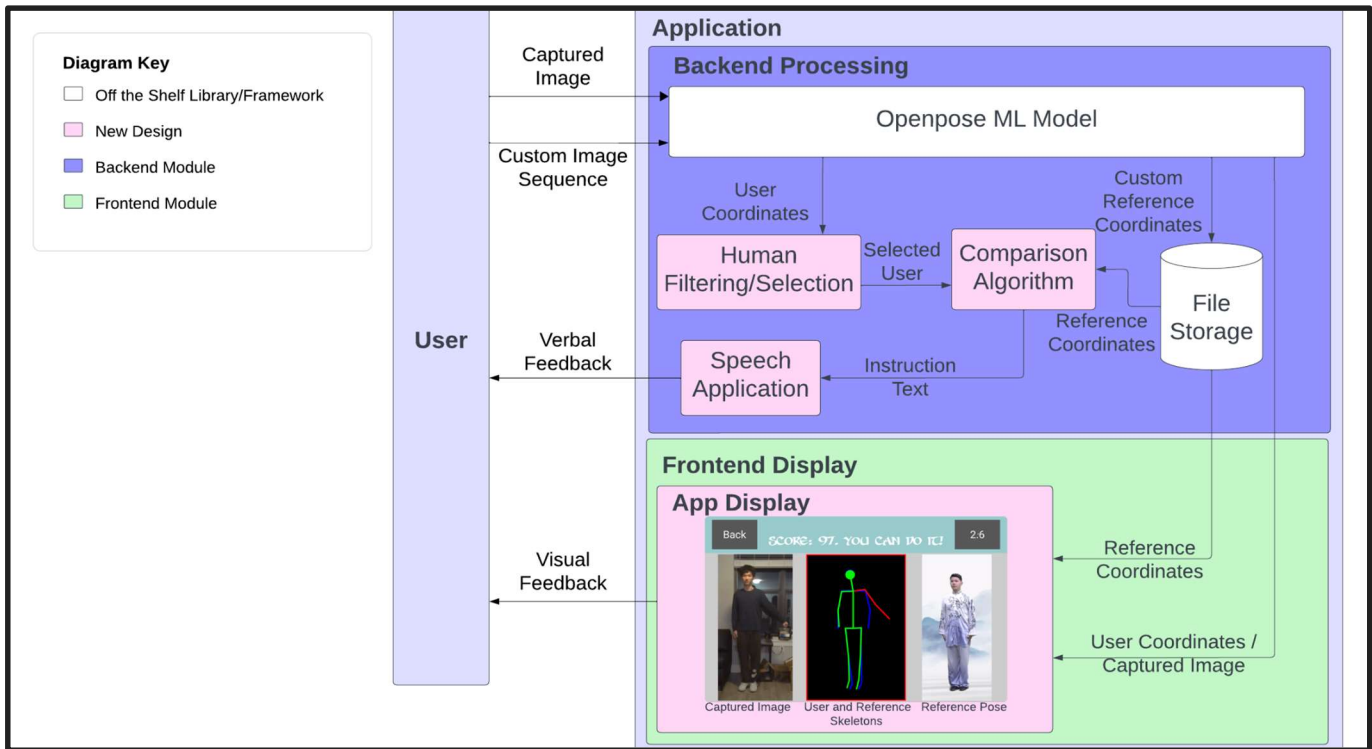 Diagram Key
Off the Shelf Library/Framework
New Design
Backend Module
Frontend Module
User
Captured
Image
Custom Image
Sequence
Verbal
Feedback
Visual
Feedback
Application
Backend Processing
Openpose ML Model
User
Coordinates
Custom
Reference
Coordinates
Human
Filtering/Selection
Selected
User
Comparison
Algorithm
Reference
Coordinates
File
Storage
Speech
Application
Instruction
Text
Frontend Display
App Display
Back
SCORE: 97, YOU CAN DO IT!
2:6
Captured Image
User and Reference
Skeletons
Reference Pose
Reference
Coordinates
User Coordinates /
Captured Image